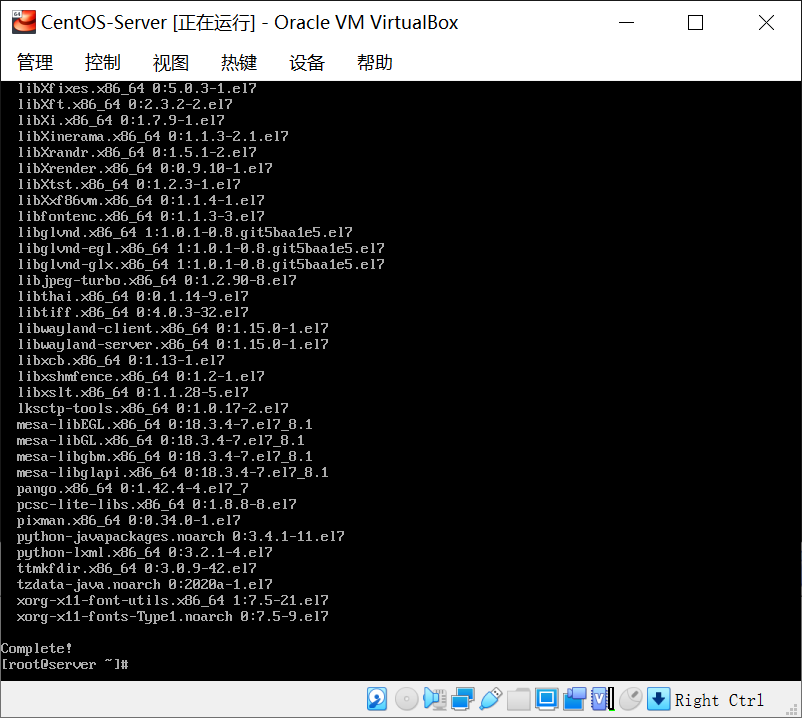 CentOS-Server [正在运行] - Oracle VM VirtualBox
管理 控制 视图 热键 设备 帮助
libXfixes.x86_64 0:5.0.3-1.el7
libXft.x86_64 0:2.3.2-2.el7
libXi.x86_64 0:1.7.9-1.el7
libXinerama.x86_64 0:1.1.3-2.1.el7
libXrandr.x86_64 0:1.5.1-2.el7
libXrender.x86_64 0:0.9.10-1.el7
libXtst.x86_64 0:1.2.3-1.el7
libXxf86vm.x86_64 0:1.1.4-1.el7
libfontenc.x86_64 0:1.1.3-3.el7
libglvnd.x86_64 1:1.0.1-0.8.git5baa1e5.el7
libglvnd-egl.x86_64 1:1.0.1-0.8.git5baa1e5.el7
libglvnd-glx.x86_64 1:1.0.1-0.8.git5baa1e5.el7
libjpeg-turbo.x86_64 0:1.2.90-8.el7
libthai.x86_64 0:0.1.14-9.el7
libtiff.x86_64 0:4.0.3-32.el7
libwayland-client.x86_64 0:1.15.0-1.el7
libwayland-server.x86_64 0:1.15.0-1.el7
libxcb.x86_64 0:1.13-1.el7
libxshmfence.x86_64 0:1.2-1.el7
libxslt.x86_64 0:1.1.28-5.el7
lksctp-tools.x86_64 0:1.0.17-2.el7
mesa-libEGL.x86_64 0:18.3.4-7.el7_8.1
mesa-libGL.x86_64 0:18.3.4-7.el7_8.1
mesa-libgbm.x86_64 0:18.3.4-7.el7_8.1
mesa-libglapi.x86_64 0:18.3.4-7.el7_8.1
pango.x86_64 0:1.42.4-4.el7_7
pcsc-lite-libs.x86_64 0:1.8.8-8.el7
pixman.x86_64 0:0.34.0-1.el7
python-javapackages.noarch 0:3.4.1-11.el7
python-lxml.x86_64 0:3.2.1-4.el7
ttmkfdir.x86_64 0:3.0.9-42.el7
tzdata-java.noarch 0:2020a-1.el7
xorg-x11-font-utils.x86_64 1:7.5-21.el7
xorg-x11-fonts-Type1.noarch 0:7.5-9.el7
Complete!
[root@server ~]#
Right Ctrl